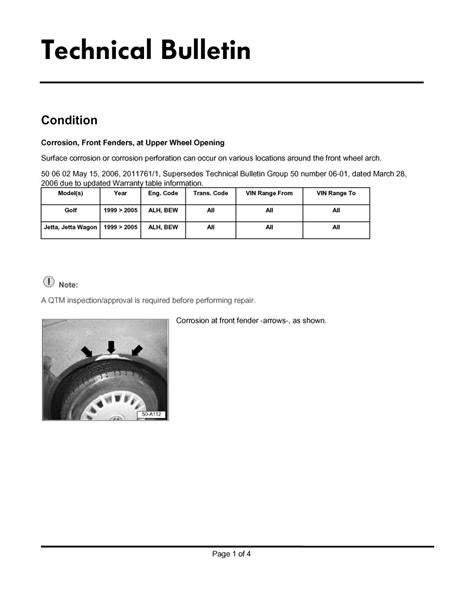 Technical Bulletin
Condition
Corrosion, Front Fenders, at Upper Wheel Opening
Surface corrosion or corrosion perforation can occur on various locations around the front wheel arch.
50 06 02 May 15, 2006, 2011761/1, Supersedes Technical Bulletin Group 50 number 06-01, dated March 28,
2006 due to updated Warranty table information.
Model(s) Year Eng. Code Trans. Code VIN Range From VIN Range To
Golf 1999 > 2005 ALH, BEW All All All
Jetta, Jetta Wagon 1999 > 2005 ALH, BEW All All All
Note:
A QTM inspection/approval is required before performing repair.
Corrosion at front fender -arrows-, as shown.
50-A112
Page 1 of 4